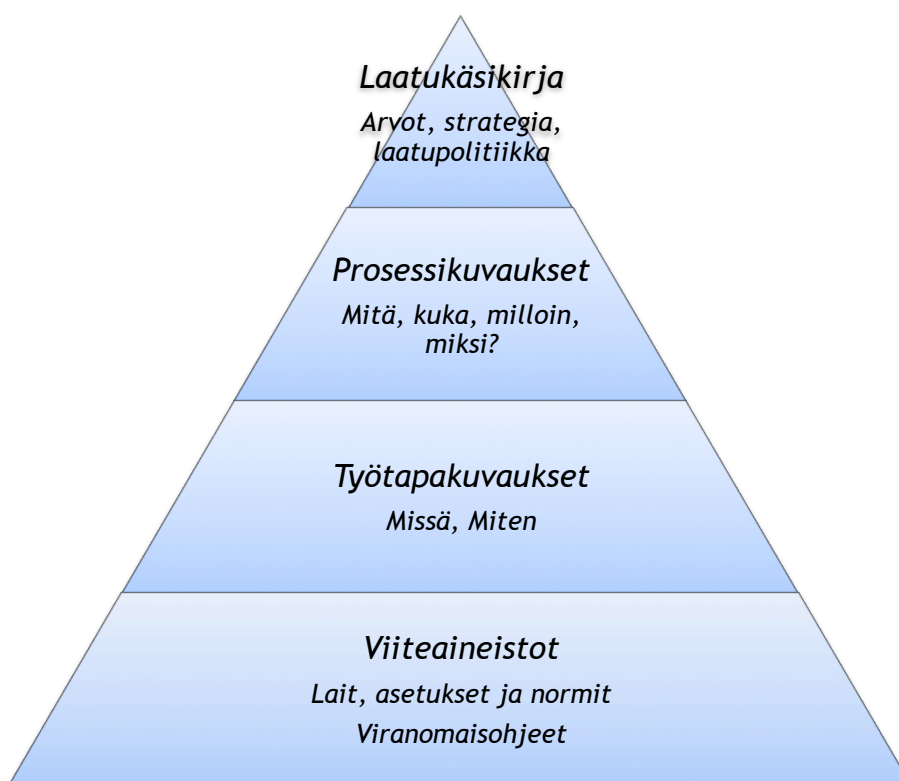 Laatukäsikirja
Arvot, strategia,
laatupolitiikka
Prosessikuvaukset
Mitä, kuka, milloin,
miksi?
Työtapakuvaukset
Missä, Miten
Viiteaineistot
Lait, asetukset ja normit
Viranomaisohjeet